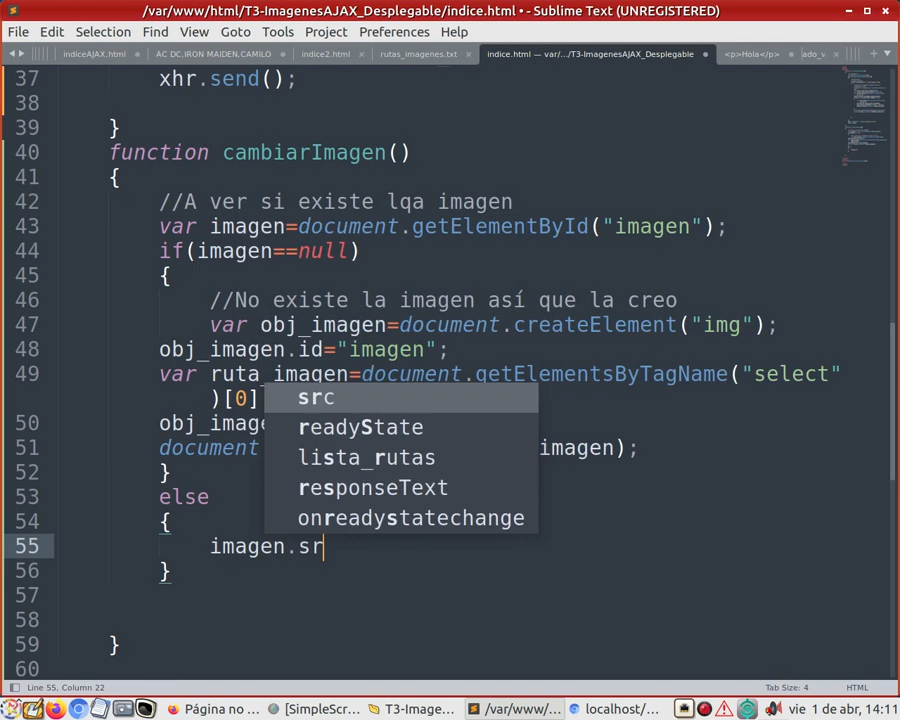 /var/www/html/T3-ImagenesAJAX_Desplegable/indice.html • - Sublime Text (UNREGISTERED)
File Edit Selection Find View Goto Tools Project Preferences Help
indiceAJAX.html AC DC,IRON MAIDEN,CAMILO indice2.html rutas_imagenes.txt indice.html — var/.../T3-ImagenesAJAX_Desplegable <p>Hola</p> ado_v
37 xhr.send();
38
39 }
40 function cambiarImagen()
41 {
42 //A ver si existe lqa imagen
43 var imagen=document.getElementById("imagen");
44 if(imagen==null)
45 {
46 //No existe la imagen así que la creo
47 var obj_imagen=document.createElement("img");
48 obj_imagen.id="imagen";
49 var ruta_imagen=document.getElementsByTagName("select"
)[0]
src
50 obj_image
readyState
51 document imagen);
lista_rutas
52 }
responseText
53 else
onreadystatechange
54 {
55 imagen.sr
56 }
57
58
59 }
60
Line 55, Column 22 Tab Size: 4 HTML
Página no ... [SimpleScr... T3-Image... /var/www/... localhost/... vie 1 de abr, 14:11